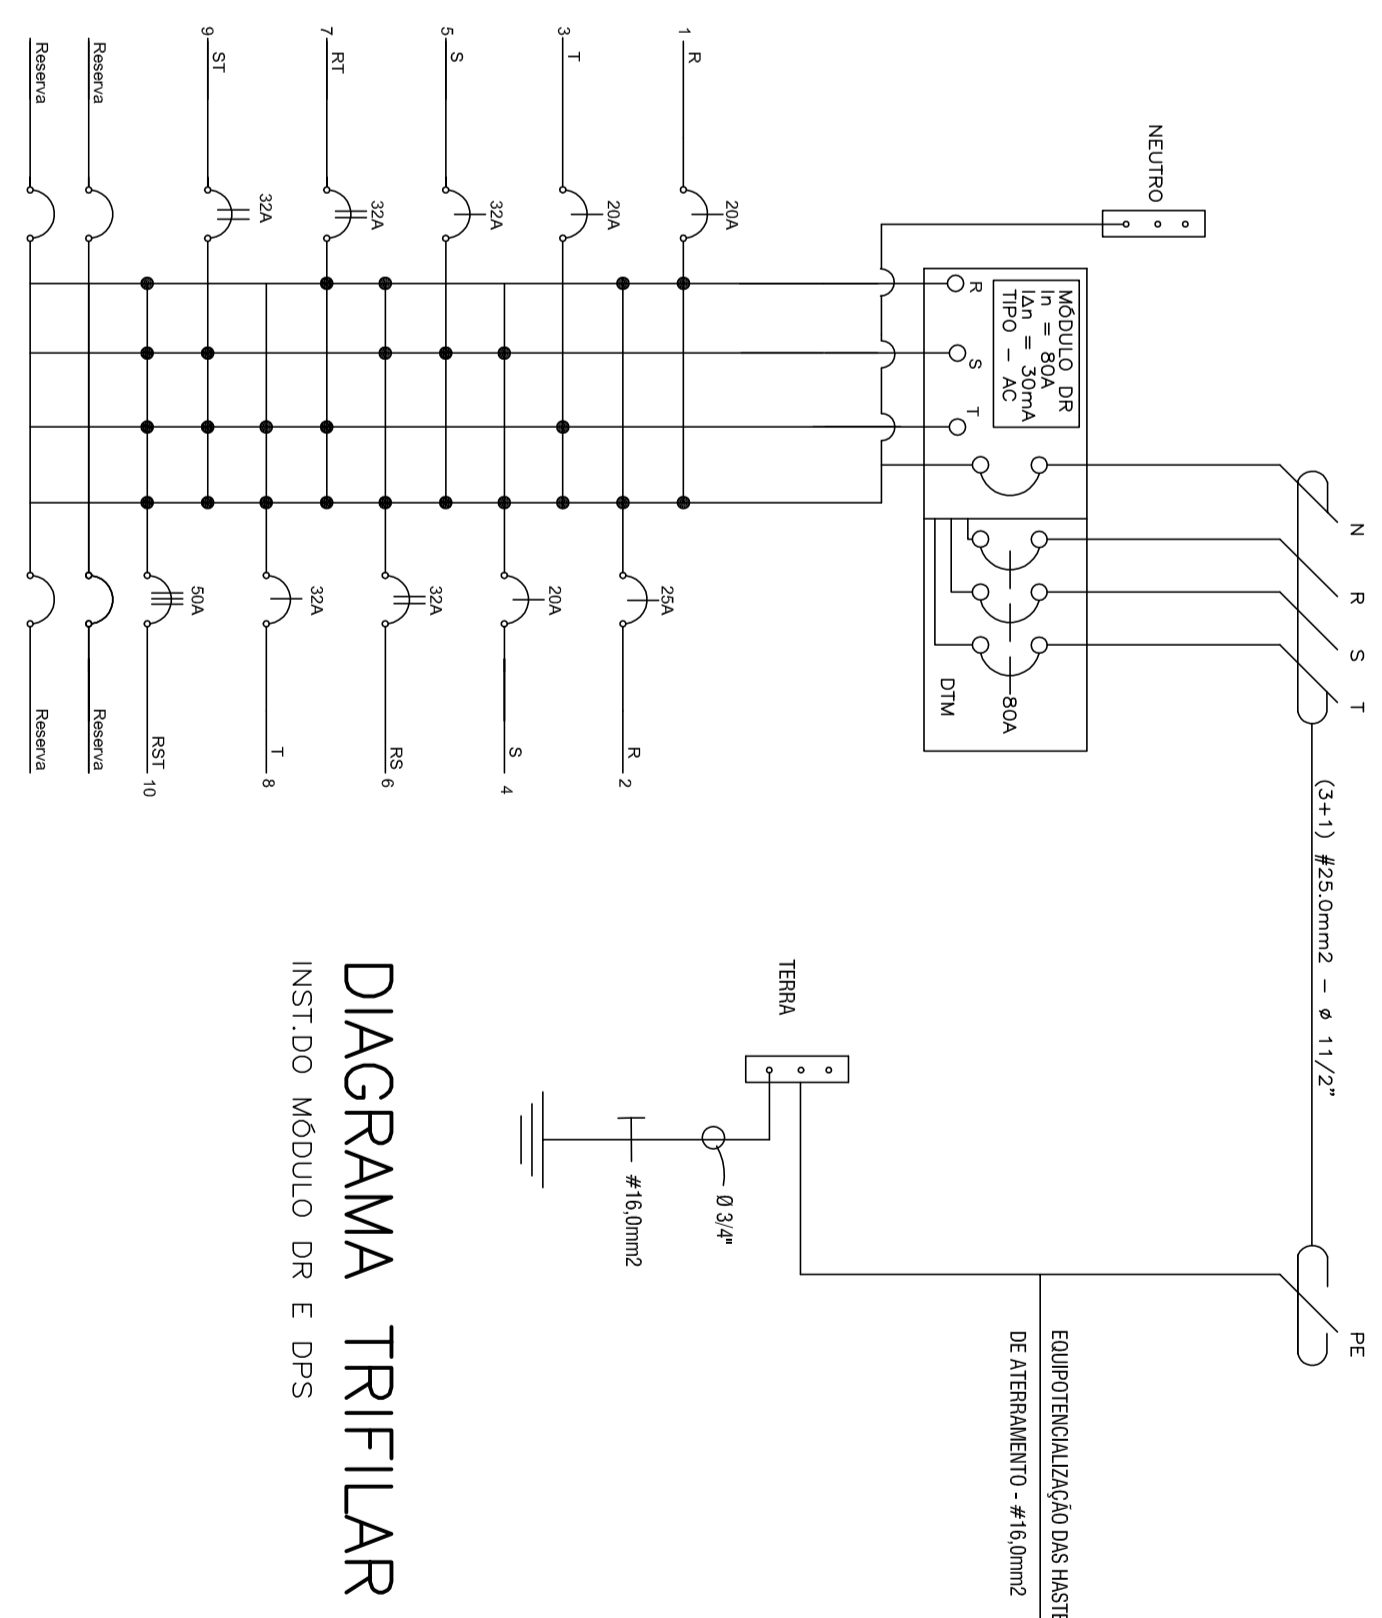 N
R
S
T
PE
(3+1) #25.0mm2 – ø 11/2"
NEUTRO
MÓDULO DR
In = 80A
I∆n = 30mA
TIPO – AC
R
S
T
80A
DTM
EQUIPOTENCIALIZAÇÃO DAS HASTE
DE ATERRAMENTO - #16,0mm2
TERRA
Ø 3/4"
#16,0mm2
1 R
20A
3 T
20A
5 S
32A
7 RT
32A
9 ST
32A
Reserva
Reserva
25A
R 2
20A
S 4
32A
RS 6
32A
T 8
50A
RST 10
Reserva
Reserva
DIAGRAMA TRIFILAR
INST.DO MÓDULO DR E DPS